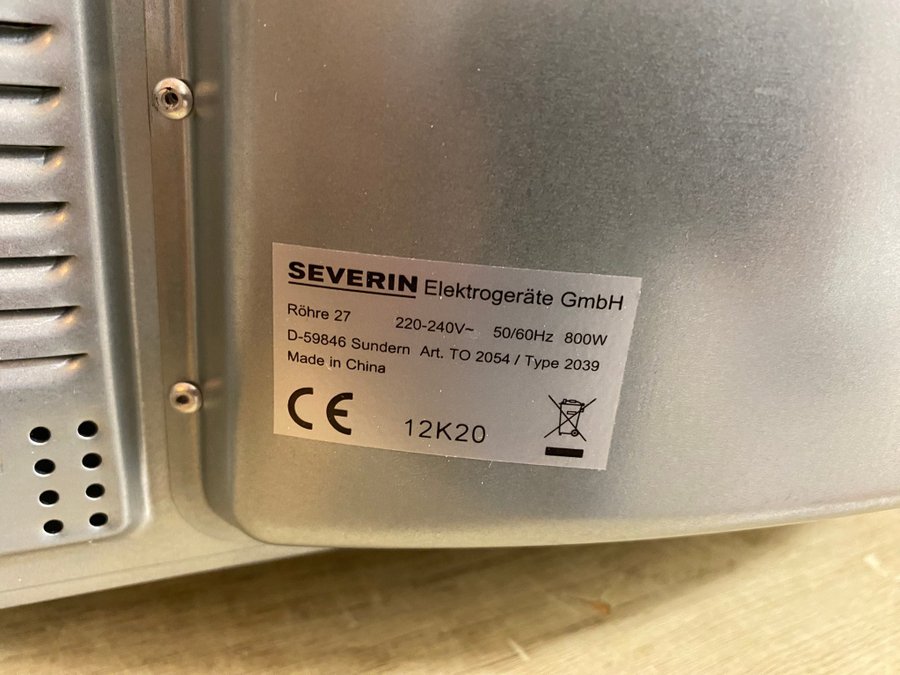 SEVERIN Elektrogeräte GmbH
Röhre 27 220-240V~ 50/60Hz 800W
D-59846 Sundern Art. TO 2054 / Type 2039
Made in China
CE 12K20